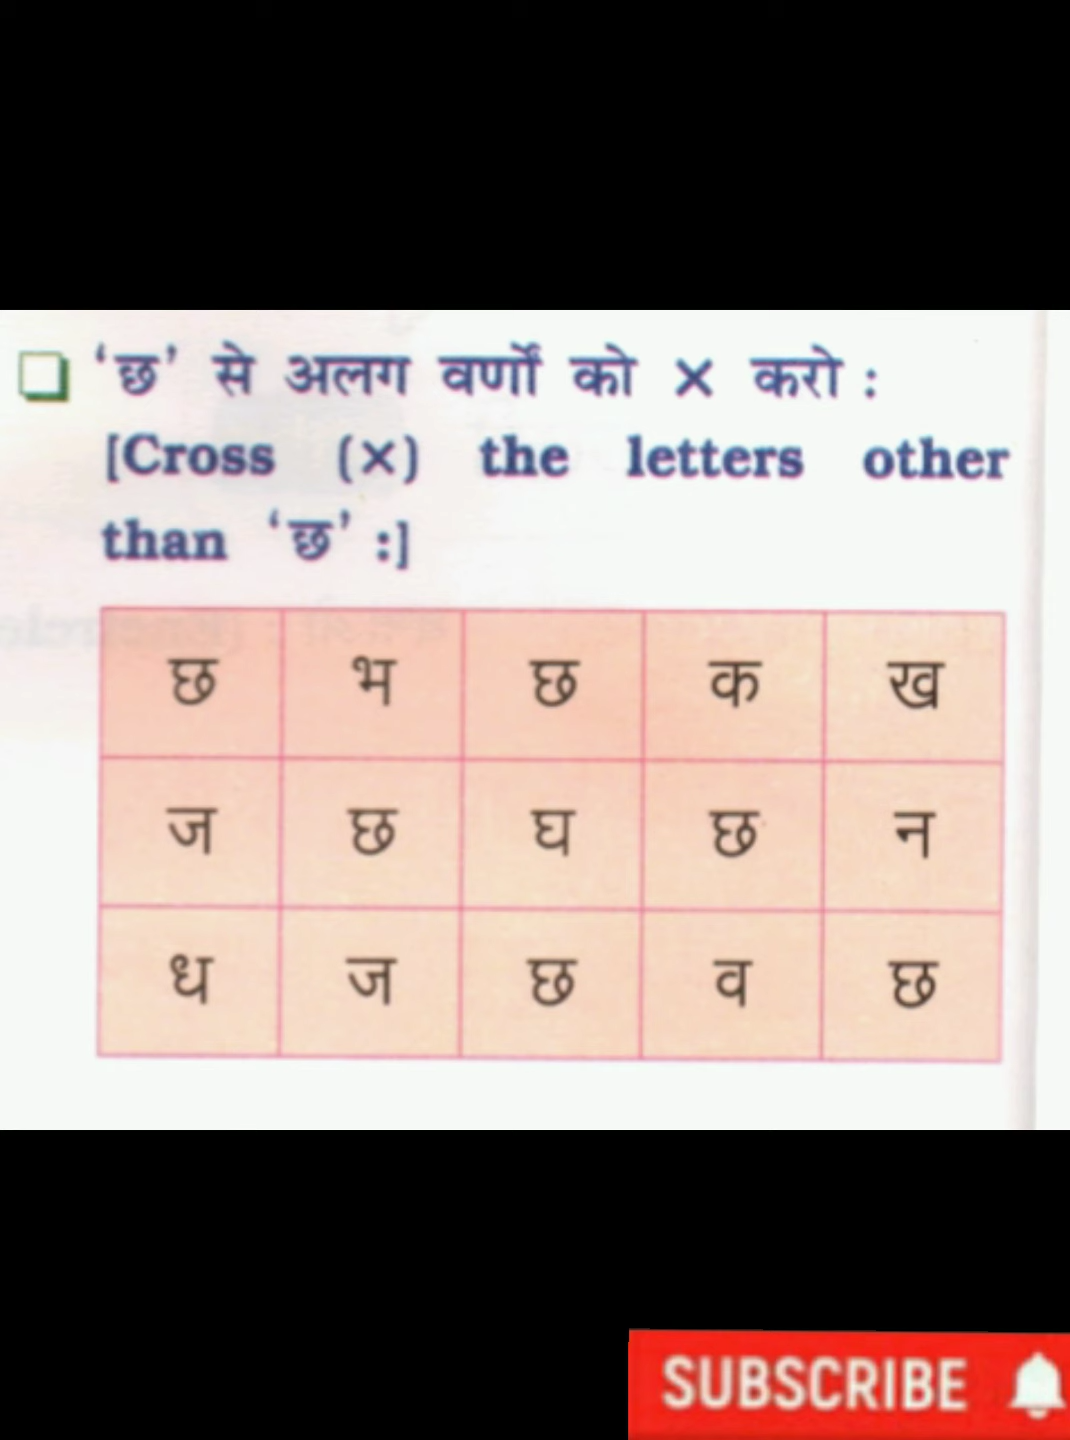 ‘छ’ से अलग वर्णों को × करो :
[Cross (×) the letters other
than ‘छ’ :]
छ भ छ क ख
ज छ घ छ न
ध ज छ व छ
SUBSCRIBE